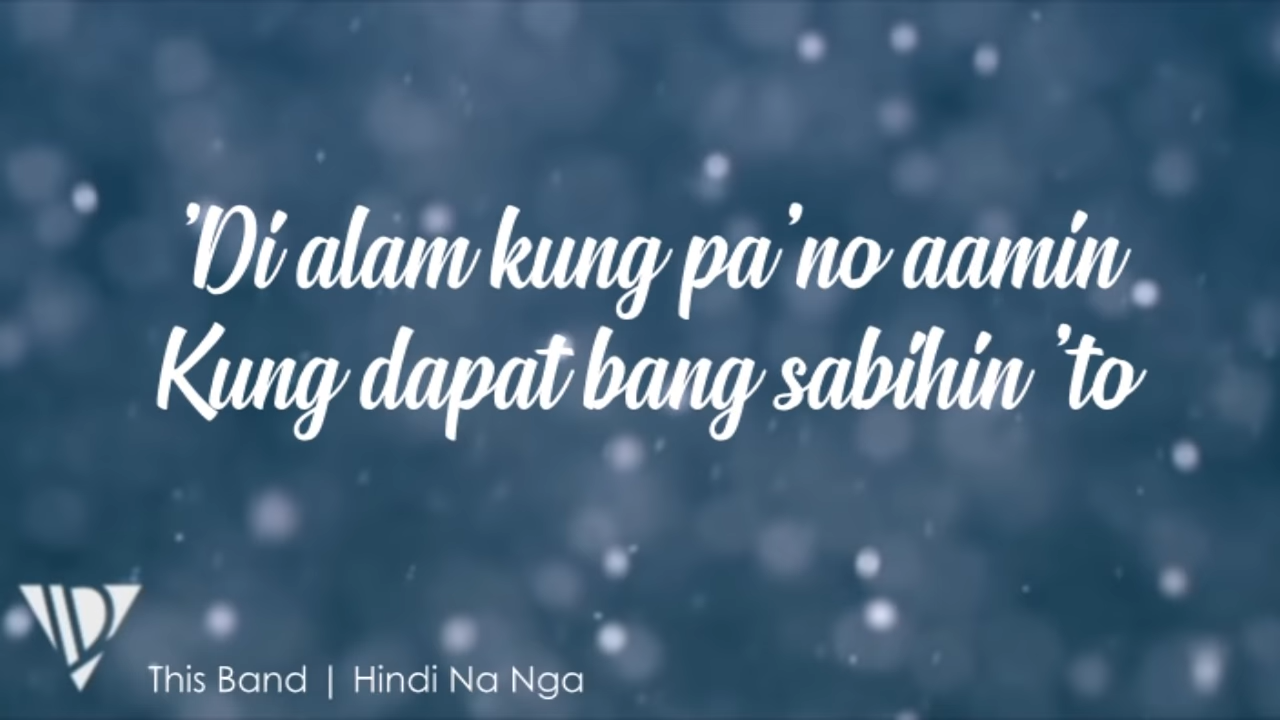 'Di alam kung pa'no aamin
Kung dapat bang sabihin 'to
This Band | Hindi Na Nga